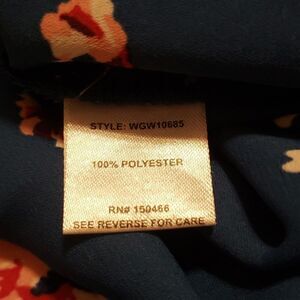 STYLE: WGW10685
100% POLYESTER
RN# 150466
SEE REVERSE FOR CARE